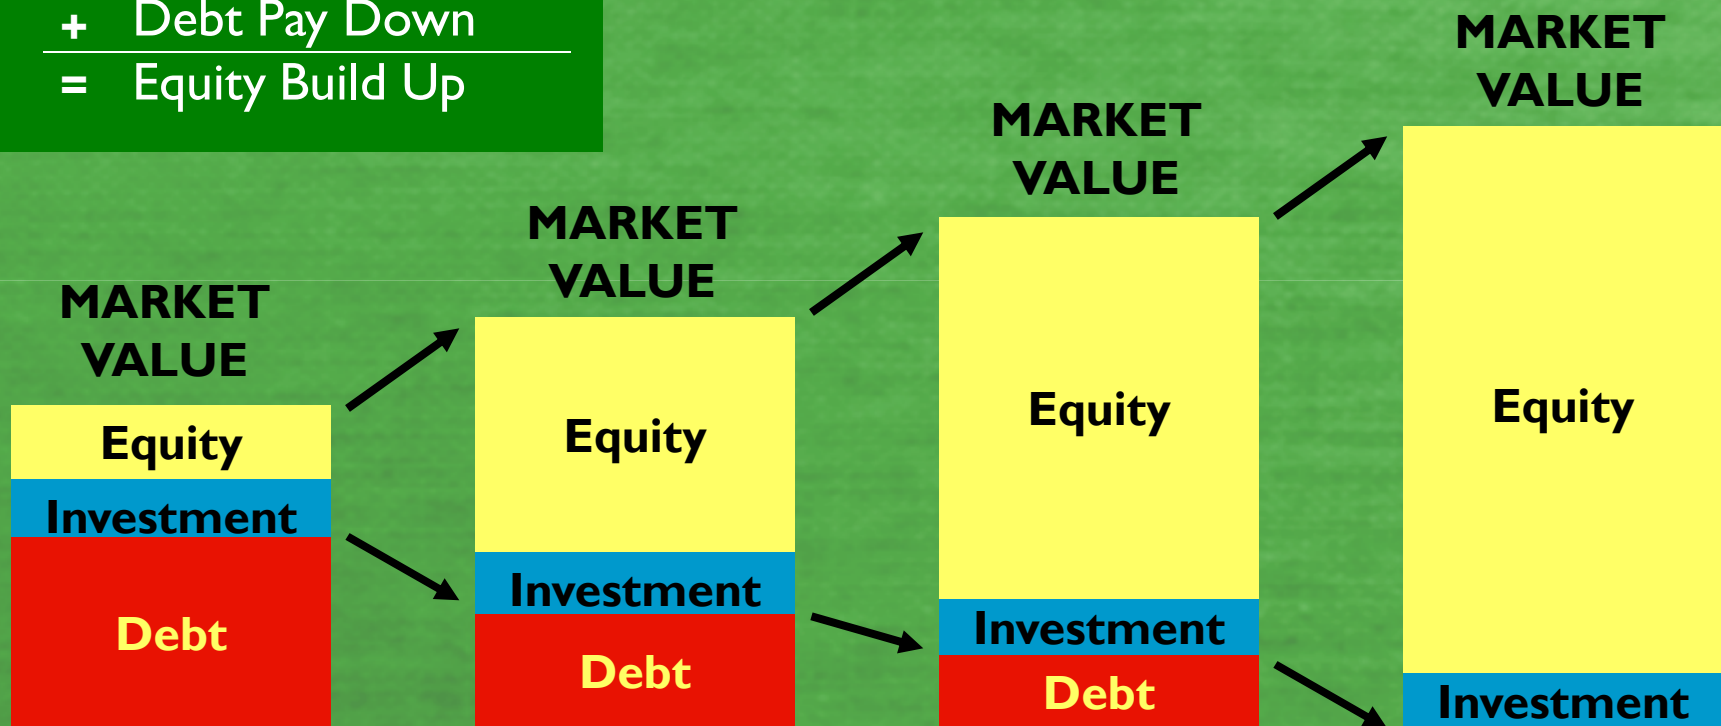 + Debt Pay Down
= Equity Build Up
MARKET
VALUE
Equity
Investment
Debt
MARKET
VALUE
Equity
Investment
Debt
MARKET
VALUE
Equity
Investment
Debt
MARKET
VALUE
Equity
Investment